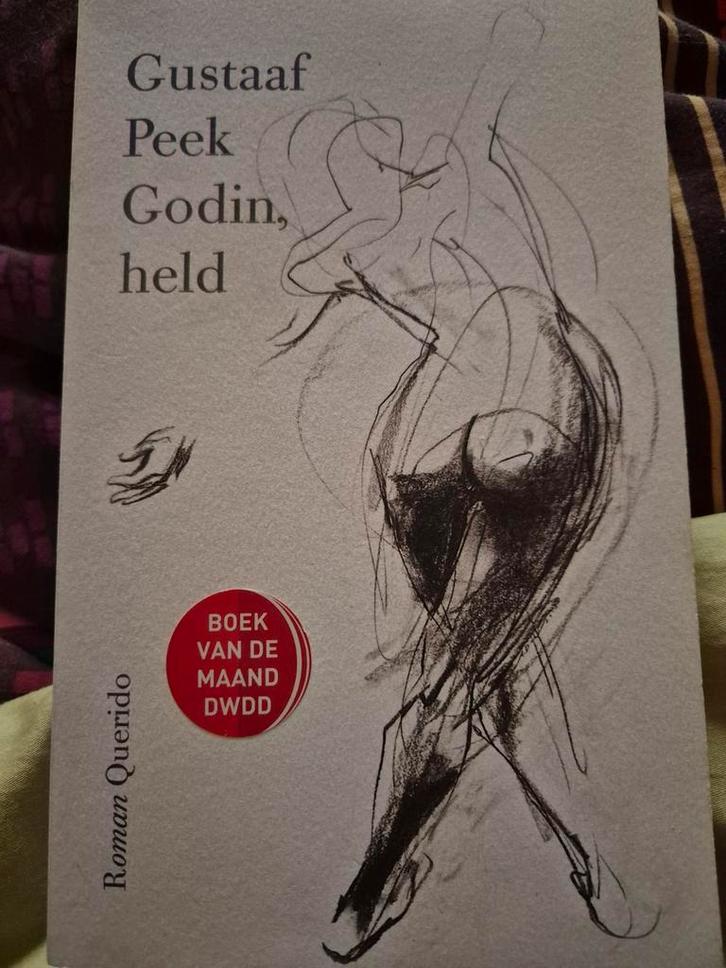 Gustaaf
Peek
Godin,
held
BOEK
VAN DE
MAAND
DWDD
Roman Querido